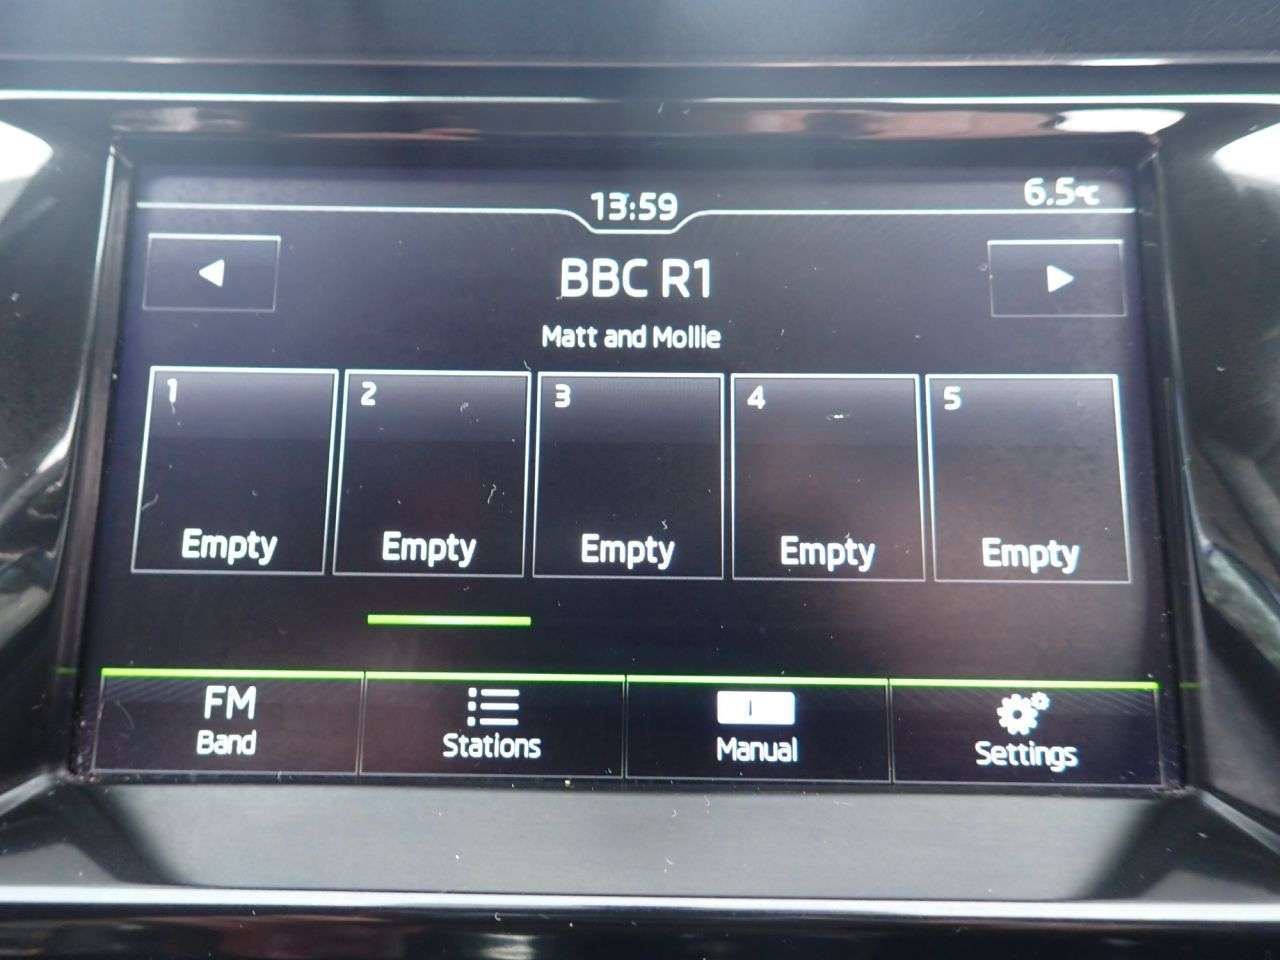 13:59
6.5°C
BBC R1
Matt and Mollie
1 2 3 4 5
Empty Empty Empty Empty Empty
FM Stations Manual Settings
Band